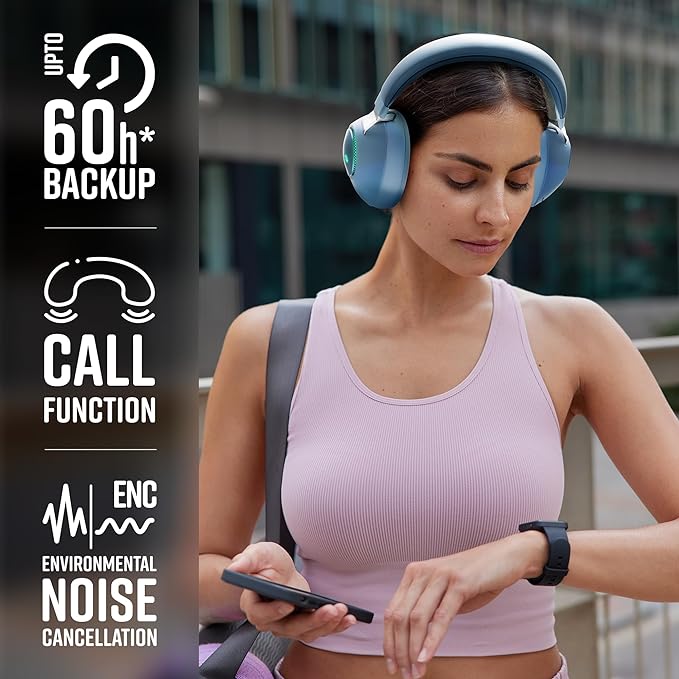 UPTO
60h*
BACKUP
CALL
FUNCTION
ENC
ENVIRONMENTAL
NOISE
CANCELLATION